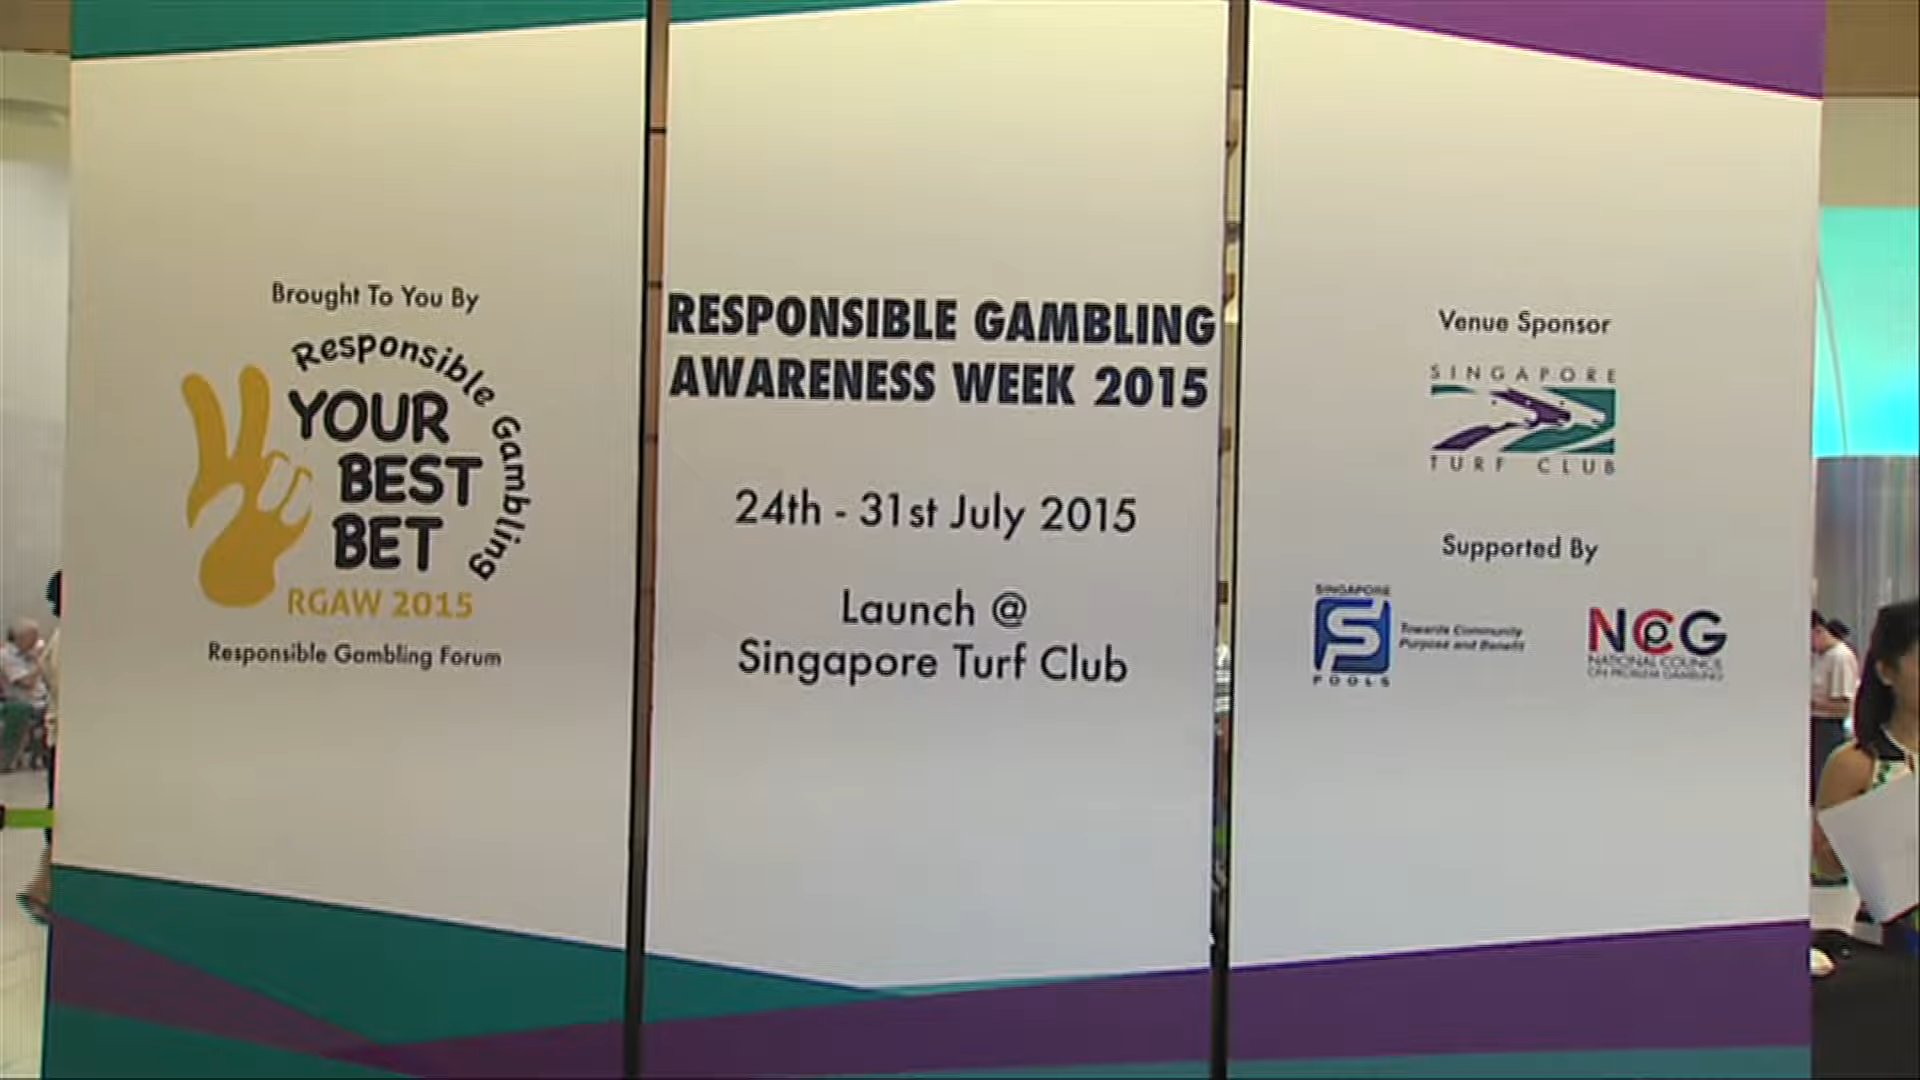 Brought To You By
Responsible Gambling
YOUR
BEST
BET
RGAW 2015
Responsible Gambling Forum
RESPONSIBLE GAMBLING
AWARENESS WEEK 2015
24th - 31st July 2015
Launch @
Singapore Turf Club
Venue Sponsor
SINGAPORE
TURF CLUB
Supported By
SINGAPORE
POOLS
Towards Community
Purpose and Benefit
NCPG
NATIONAL COUNCIL
ON PROBLEM GAMBLING